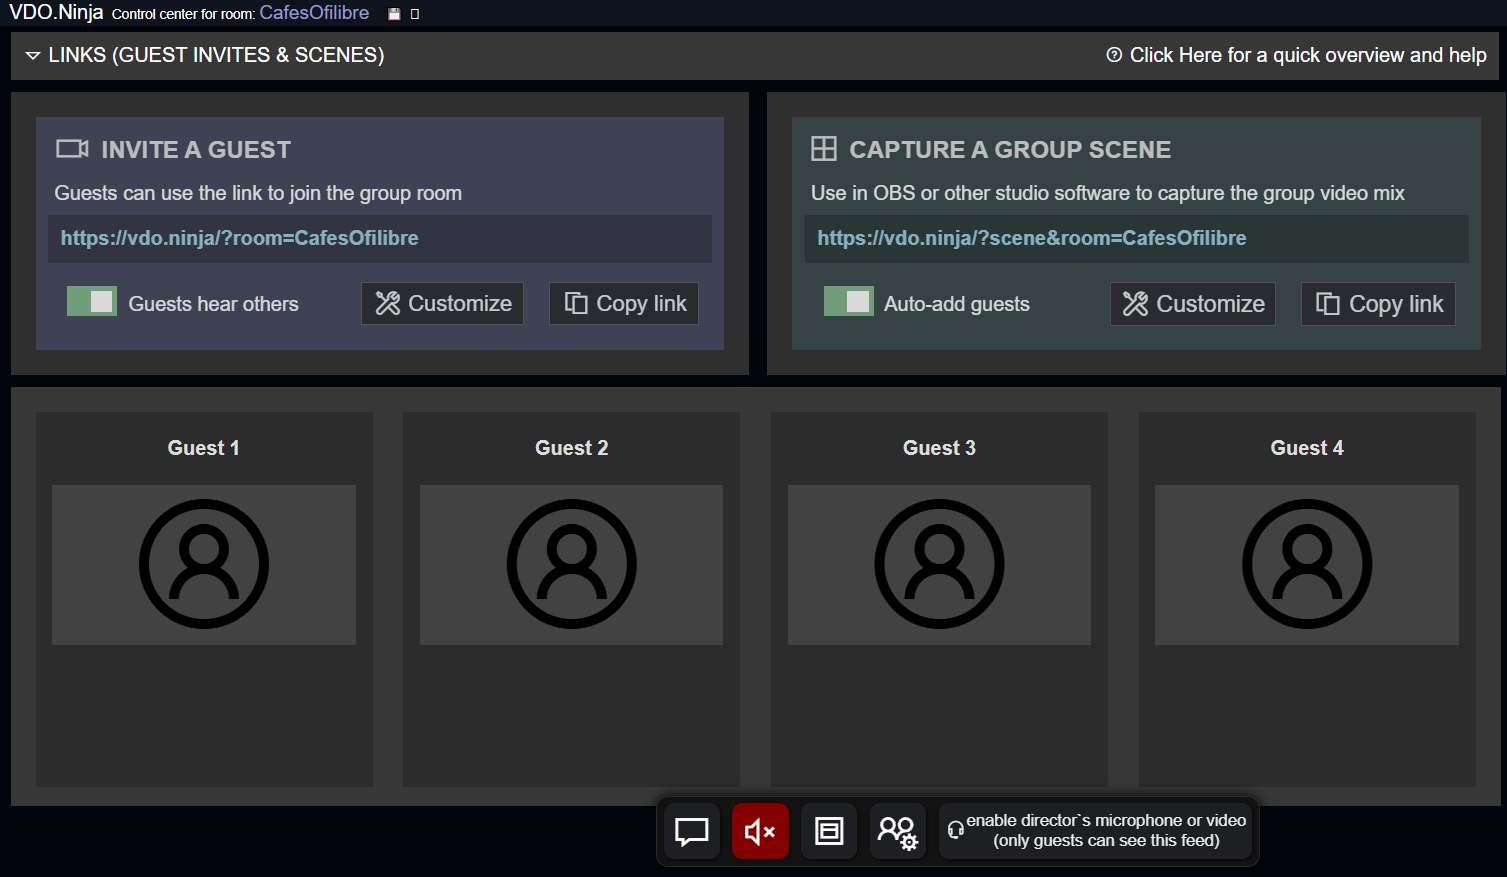 VDO.Ninja Control center for room: CafesOfilibre
LINKS (GUEST INVITES & SCENES)
Click Here for a quick overview and help
INVITE A GUEST
Guests can use the link to join the group room
https://vdo.ninja/?room=CafesOfilibre
Guests hear others
Customize
Copy link
CAPTURE A GROUP SCENE
Use in OBS or other studio software to capture the group video mix
https://vdo.ninja/?scene&room=CafesOfilibre
Auto-add guests
Customize
Copy link
Guest 1
Guest 2
Guest 3
Guest 4
enable director`s microphone or video
(only guests can see this feed)